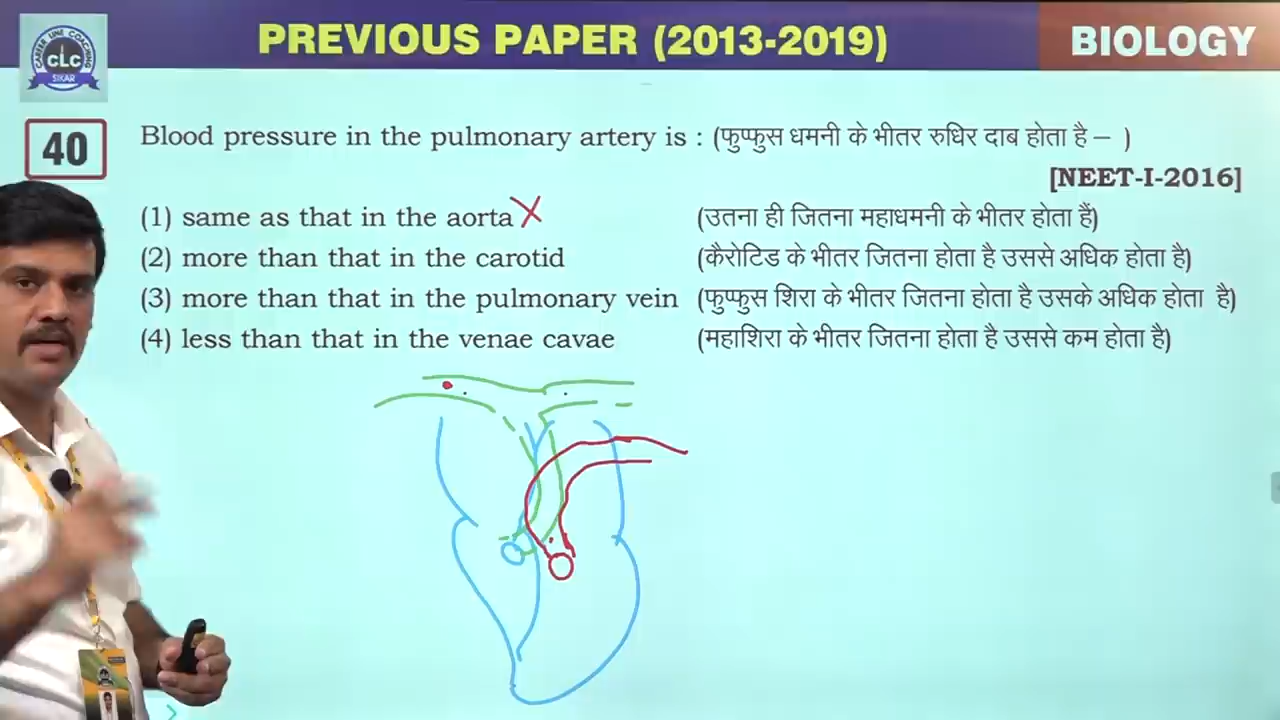 CAREER LINE COACHING
CLC
SIKAR
PREVIOUS PAPER (2013-2019)
BIOLOGY
40
Blood pressure in the pulmonary artery is : (फुप्फुस धमनी के भीतर रुधिर दाब होता है – )
[NEET-I-2016]
(1) same as that in the aorta (उतना ही जितना महाधमनी के भीतर होता हैं)
(2) more than that in the carotid (कैरोटिड के भीतर जितना होता है उससे अधिक होता है)
(3) more than that in the pulmonary vein (फुप्फुस शिरा के भीतर जितना होता है उसके अधिक होता है)
(4) less than that in the venae cavae (महाशिरा के भीतर जितना होता है उससे कम होता है)